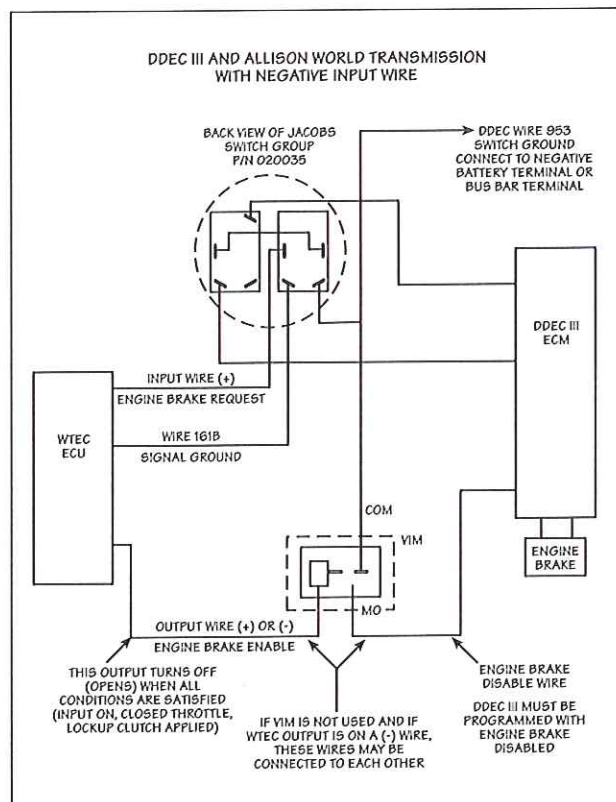 DDEC III AND ALLISON WORLD TRANSMISSION
WITH NEGATIVE INPUT WIRE
BACK VIEW OF JACOBS
SWITCH GROUP
P/N 020035
DDEC WIRE 953
SWITCH GROUND
CONNECT TO NEGATIVE
BATTERY TERMINAL OR
BUS BAR TERMINAL
DDEC III
ECM
INPUT WIRE (+)
ENGINE BRAKE REQUEST
WTEC
ECU
WIRE 161B
SIGNAL GROUND
COM
VIM
ENGINE
BRAKE
MO
OUTPUT WIRE (+) OR (-)
ENGINE BRAKE ENABLE
THIS OUTPUT TURNS OFF
(OPENS) WHEN ALL
CONDITIONS ARE SATISFIED
(INPUT ON, CLOSED THROTTLE,
LOCKUP CLUTCH APPLIED)
IF VIM IS NOT USED AND IF
WTEC OUTPUT IS ON A (-) WIRE,
THESE WIRES MAY BE
CONNECTED TO EACH OTHER
ENGINE BRAKE
DISABLE WIRE
DDEC III MUST BE
PROGRAMMED WITH
ENGINE BRAKE
DISABLED